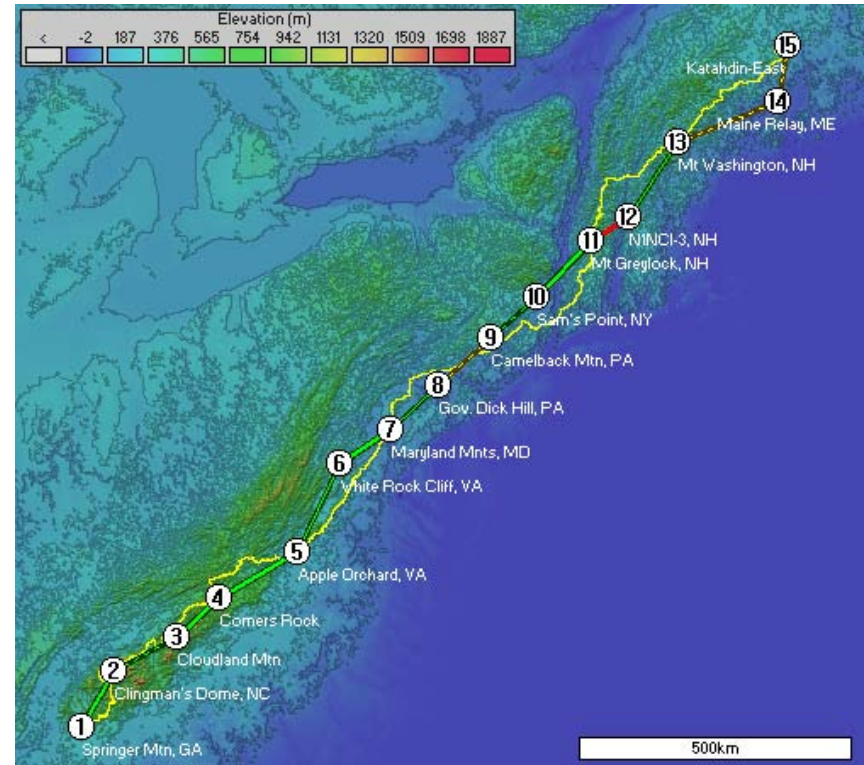 Elevation (m)
< -2 187 376 565 754 942 1131 1320 1509 1698 1887
15
Katahdin-East
14
Maine Relay, ME
13
Mt Washington, NH
12
N1NCI-3, NH
11
Mt Greylock, NH
10
Sam's Point, NY
9
Camelback Mtn, PA
8
Gov. Dick Hill, PA
7
Maryland Mnts, MD
6
White Rock Cliff, VA
5
Apple Orchard, VA
4
Comers Rock
3
Cloudland Mtn
2
Clingman's Dome, NC
1
Springer Mtn, GA
500km